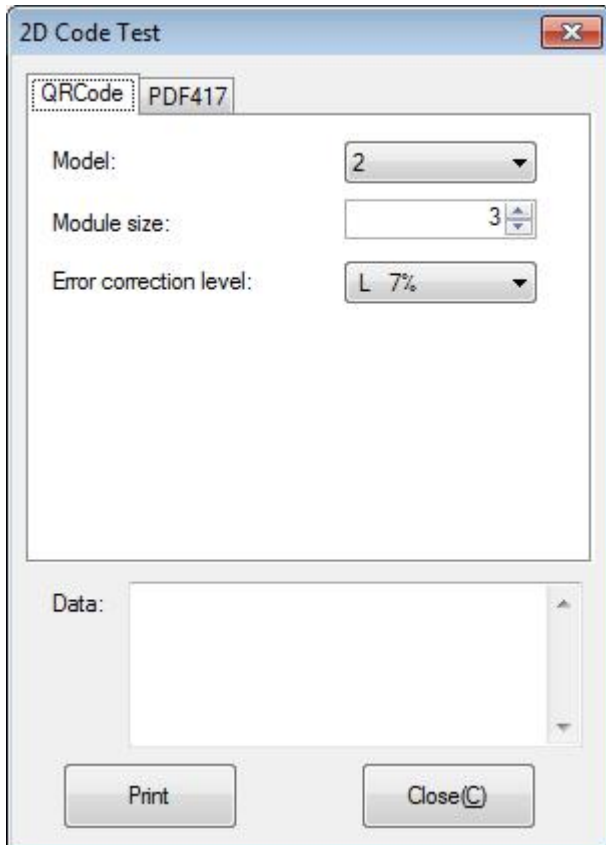 2D Code Test
QRCode PDF417
Model: 2
Module size: 3
Error correction level: L 7%
Data:
Print Close(C)